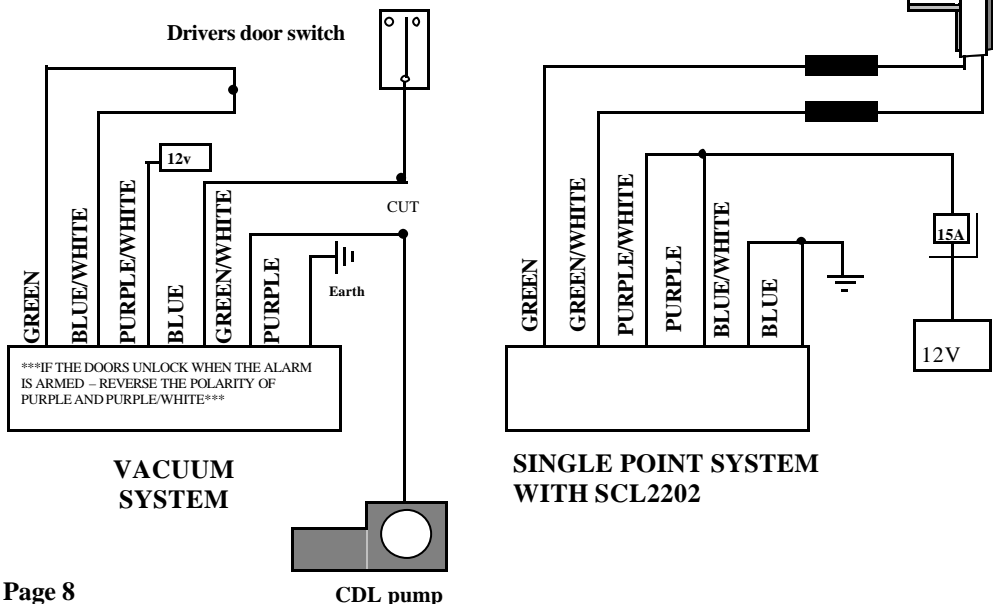 Drivers door switch
12v
CUT
Earth
GREEN
BLUE/WHITE
PURPLE/WHITE
BLUE
GREEN/WHITE
PURPLE
***IF THE DOORS UNLOCK WHEN THE ALARM
IS ARMED – REVERSE THE POLARITY OF
PURPLE AND PURPLE/WHITE***
VACUUM
SYSTEM
CDL pump
Page 8
15A
12V
GREEN
GREEN/WHITE
PURPLE/WHITE
PURPLE
BLUE/WHITE
BLUE
SINGLE POINT SYSTEM
WITH SCL2202